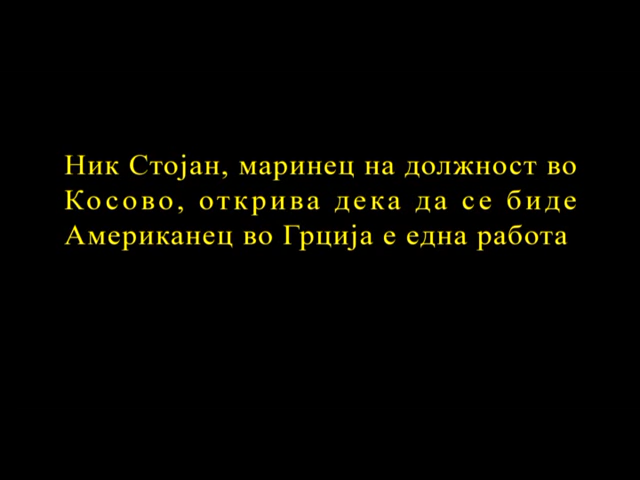 Ник Стојан, маринец на должност во
Косово, открива дека да се биде
Американец во Грција е една работа